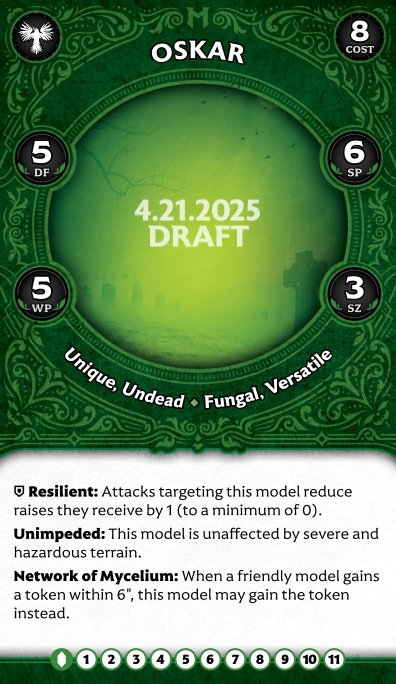 M
OSKAR
8
COST
5
DF
6
SP
4.21.2025
DRAFT
5
WP
3
SZ
Unique, Undead ◆ Fungal, Versatile
Resilient: Attacks targeting this model reduce
raises they receive by 1 (to a minimum of 0).
Unimpeded: This model is unaffected by severe and
hazardous terrain.
Network of Mycelium: When a friendly model gains
a token within 6", this model may gain the token
instead.
1 2 3 4 5 6 7 8 9 10 11